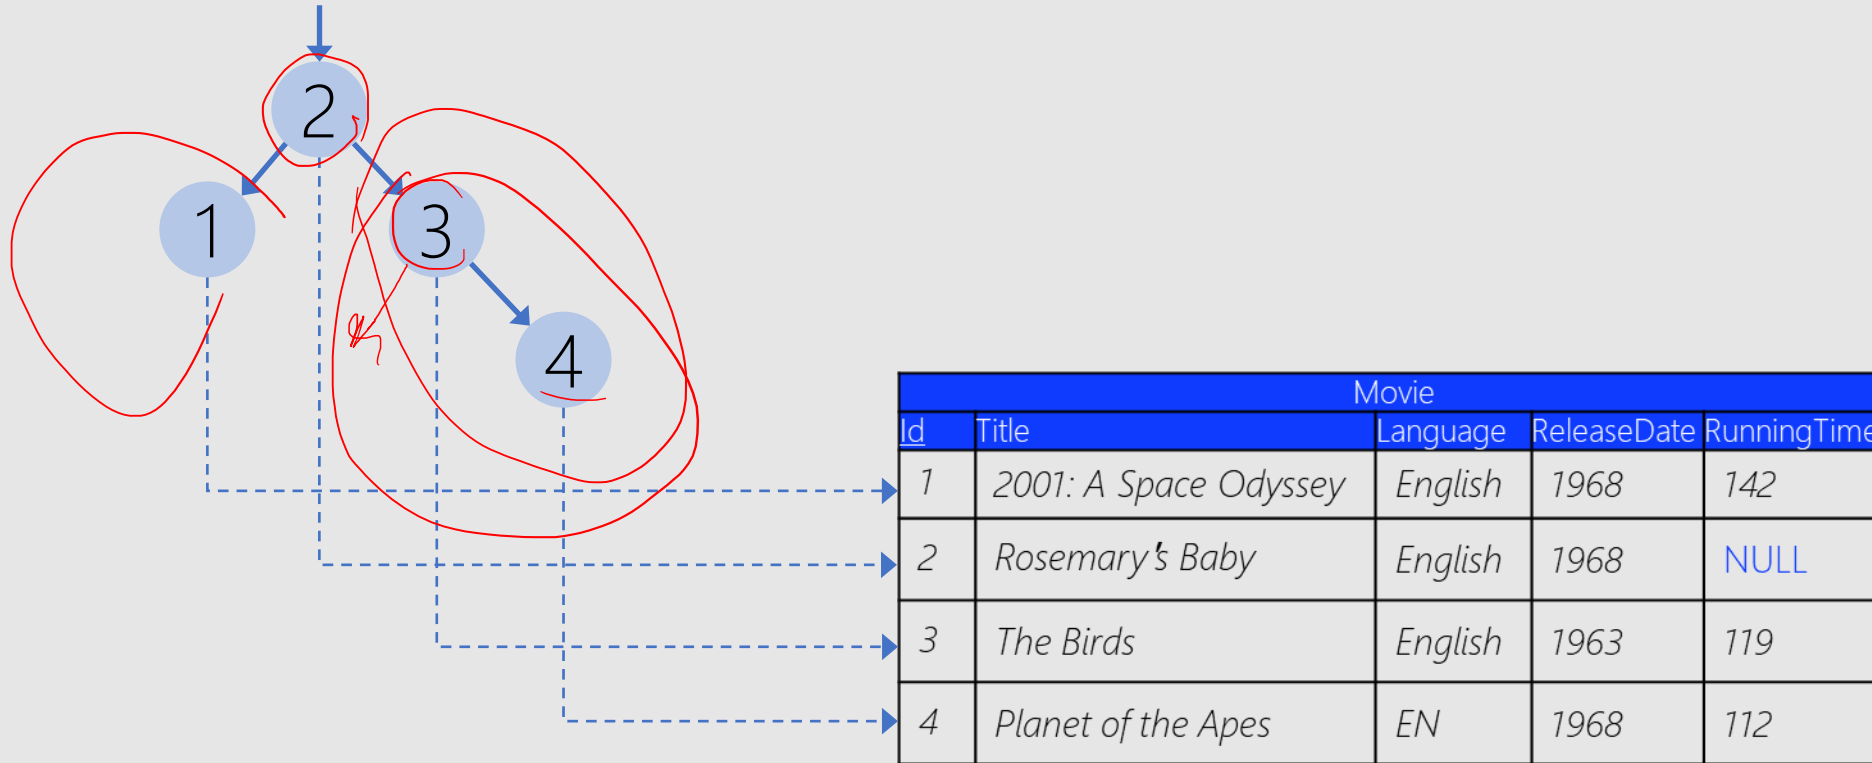 2
1
3
4
Movie
Id Title Language ReleaseDate RunningTime
1 2001: A Space Odyssey English 1968 142
2 Rosemary's Baby English 1968 NULL
3 The Birds English 1963 119
4 Planet of the Apes EN 1968 112